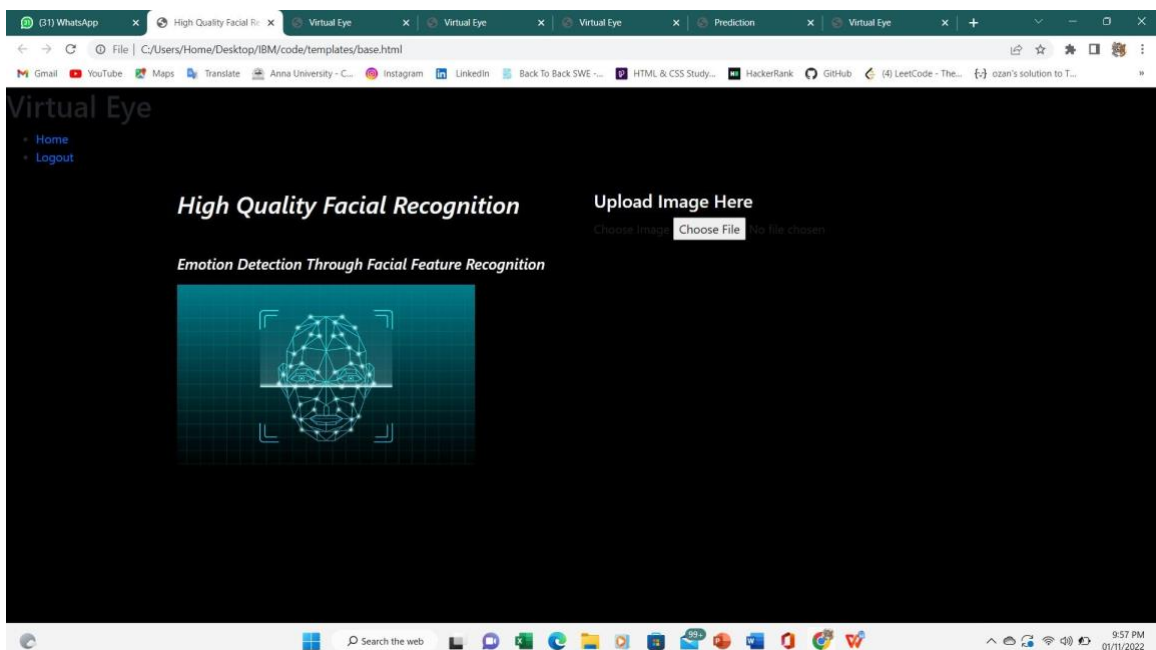 (31) WhatsApp
High Quality Facial Re
Virtual Eye
Virtual Eye
Virtual Eye
Prediction
Virtual Eye
File | C:/Users/Home/Desktop/IBM/code/templates/base.html
Gmail
YouTube
Maps
Translate
Anna University - C...
Instagram
LinkedIn
Back To Back SWE -...
HTML & CSS Study...
HackerRank
GitHub
(4) LeetCode - The...
ozan's solution to T...
Virtual Eye
Home
Logout
High Quality Facial Recognition
Emotion Detection Through Facial Feature Recognition
Upload Image Here
Choose Image Choose File No file chosen
Search the web
99+
9:57 PM
01/11/2022